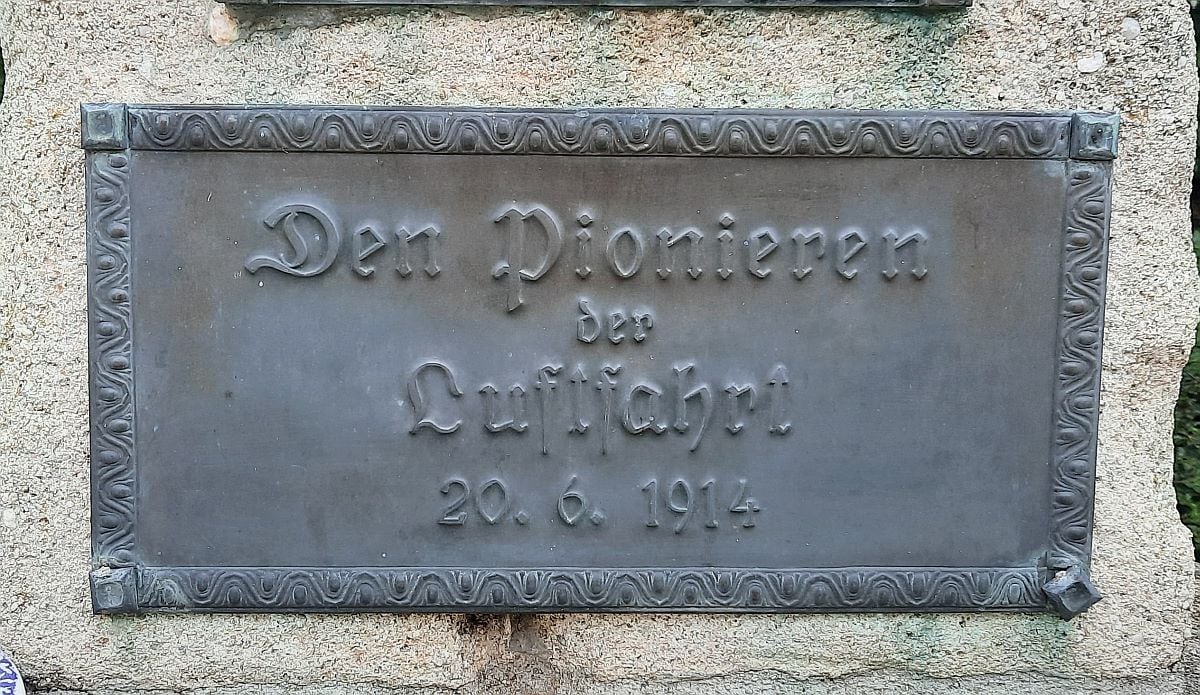 Den Pionieren
der
Luftfahrt
20. 6. 1914